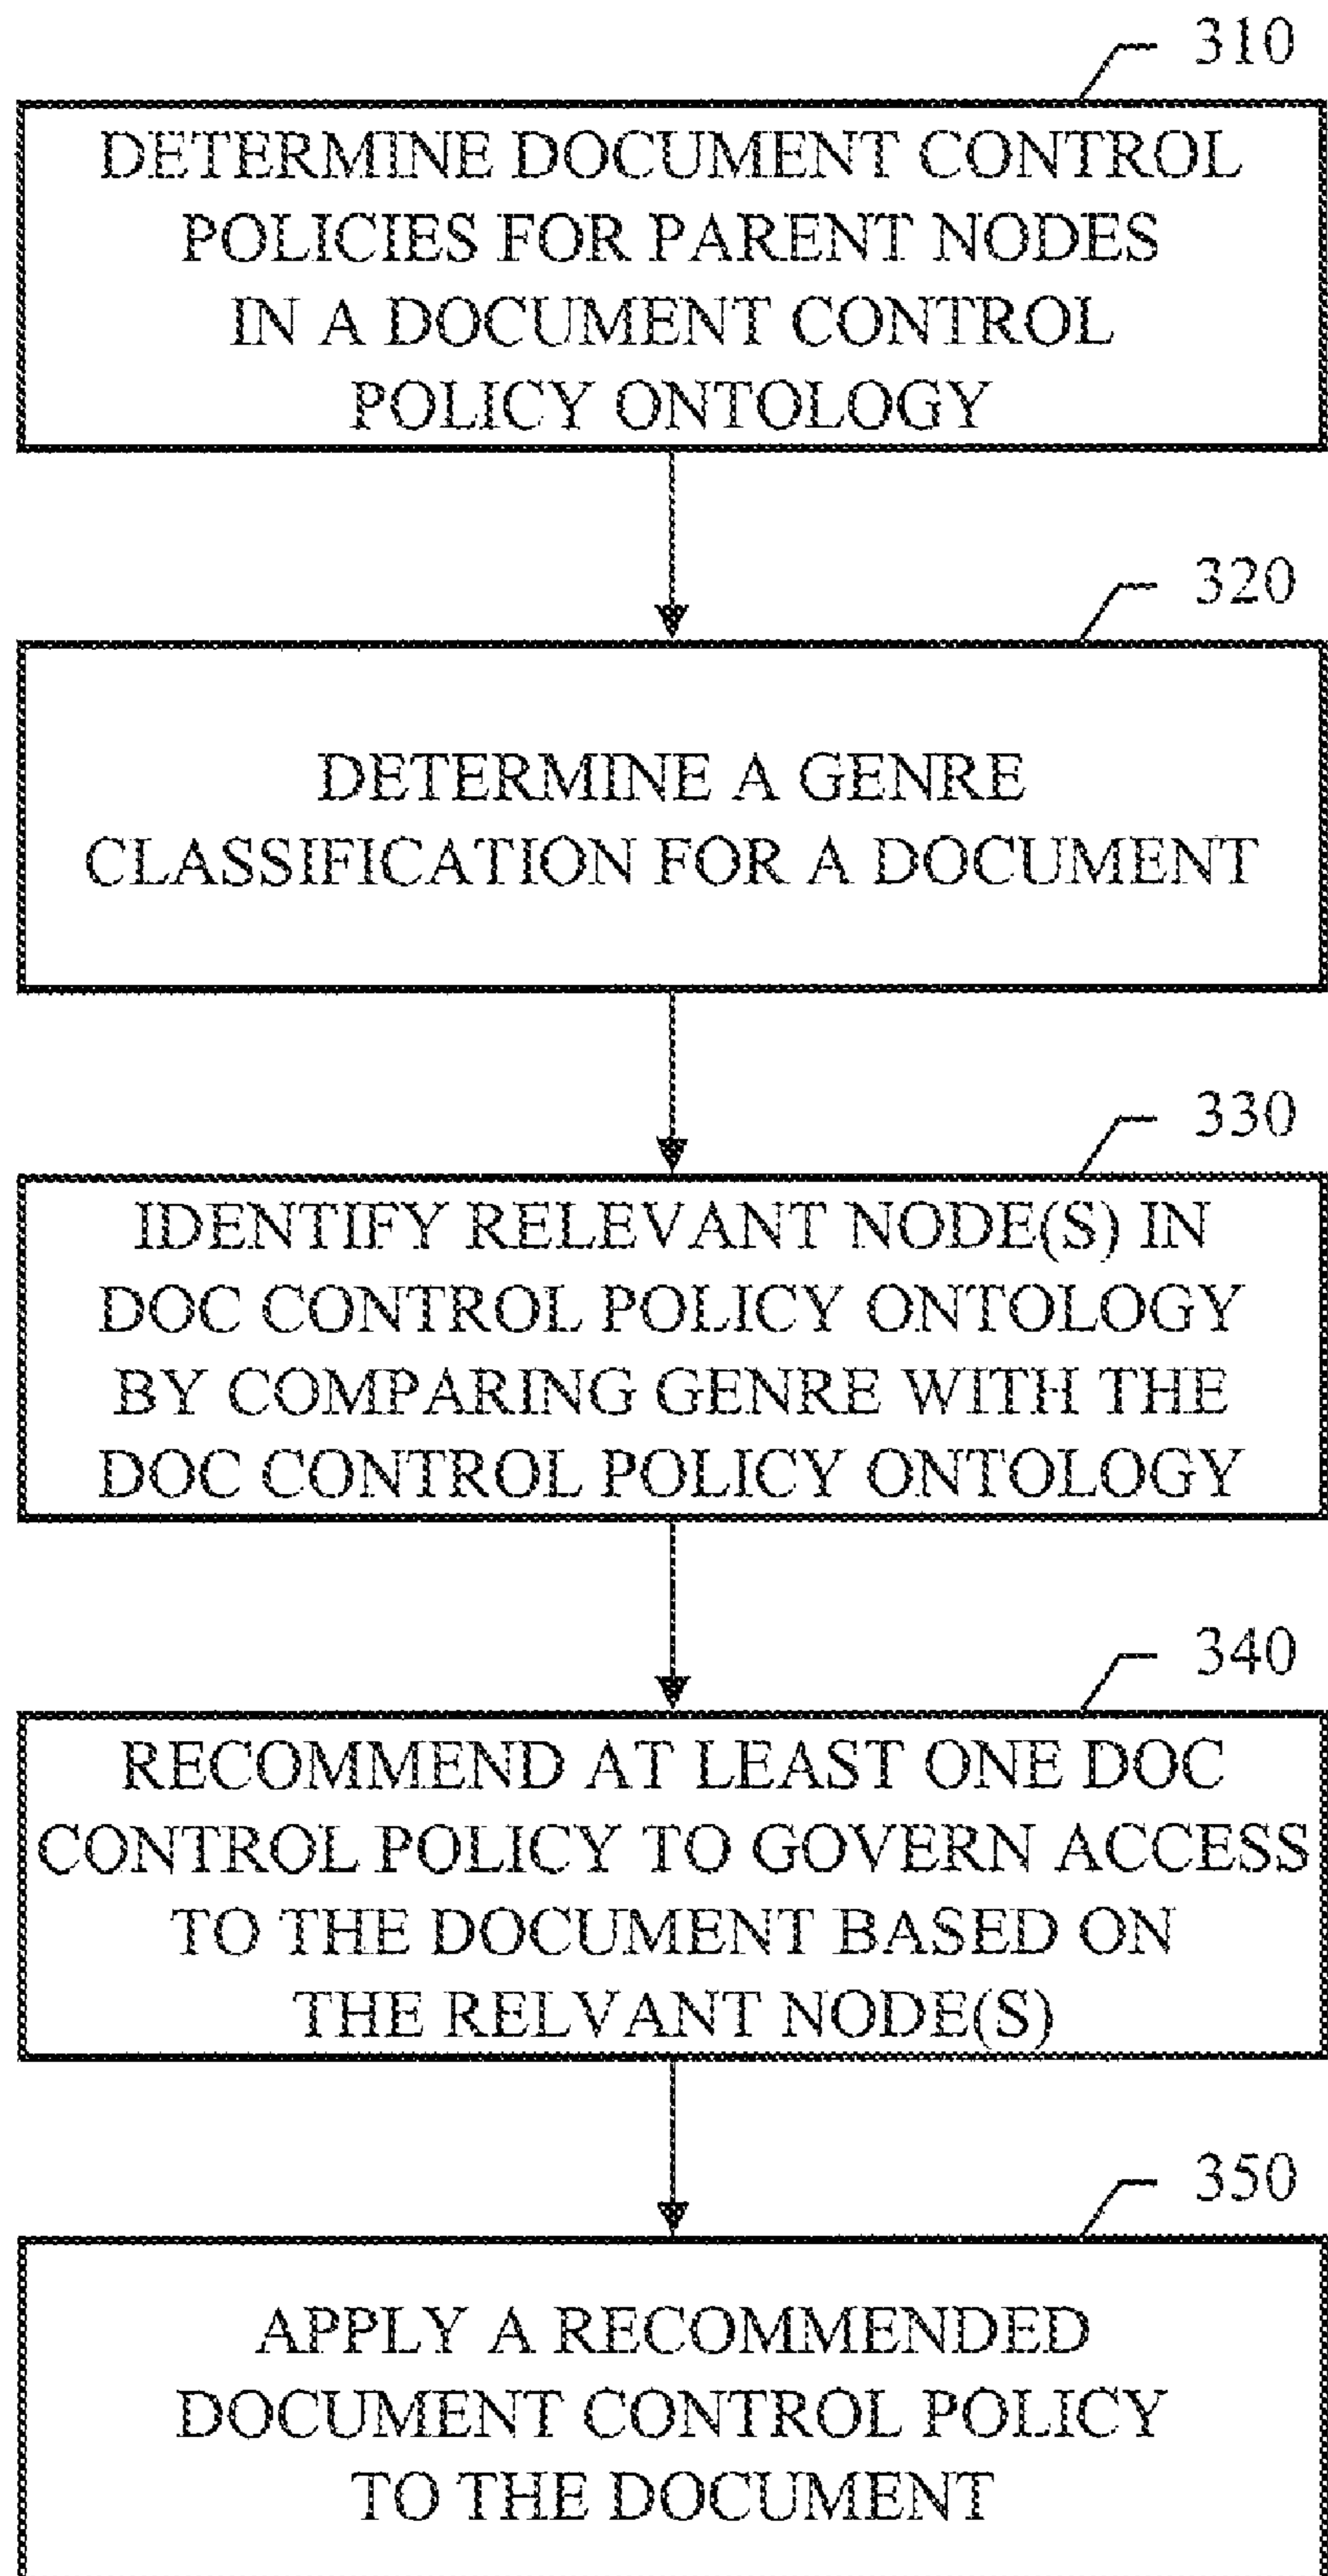 310
DETERMINE DOCUMENT CONTROL
POLICIES FOR PARENT NODES
IN A DOCUMENT CONTROL
POLICY ONTOLOGY
320
DETERMINE A GENRE
CLASSIFICATION FOR A DOCUMENT
330
IDENTIFY RELEVANT NODE(S) IN
DOC CONTROL POLICY ONTOLOGY
BY COMPARING GENRE WITH THE
DOC CONTROL POLICY ONTOLOGY
340
RECOMMEND AT LEAST ONE DOC
CONTROL POLICY TO GOVERN ACCESS
TO THE DOCUMENT BASED ON
THE RELVANT NODE(S)
350
APPLY A RECOMMENDED
DOCUMENT CONTROL POLICY
TO THE DOCUMENT